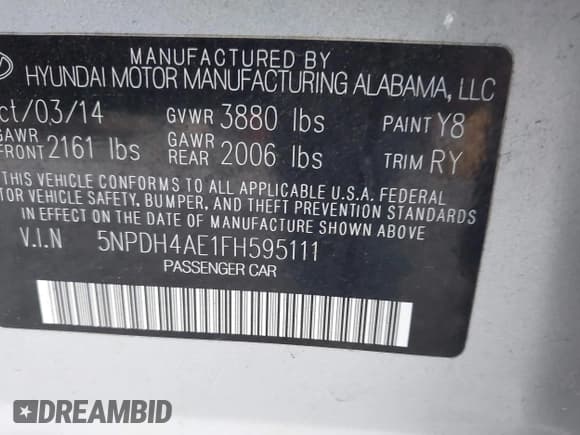 MANUFACTURED BY
HYUNDAI MOTOR MANUFACTURING ALABAMA, LLC
ct/03/14 GVWR 3880 lbs PAINT Y8
GAWR FRONT 2161 lbs GAWR REAR 2006 lbs TRIM RY
THIS VEHICLE CONFORMS TO ALL APPLICABLE U.S.A. FEDERAL
MOTOR VEHICLE SAFETY, BUMPER, AND THEFT PREVENTION STANDARDS
IN EFFECT ON THE DATE OF MANUFACTURE SHOWN ABOVE.
V.I.N 5NPDH4AE1FH595111
PASSENGER CAR
DREAMBID